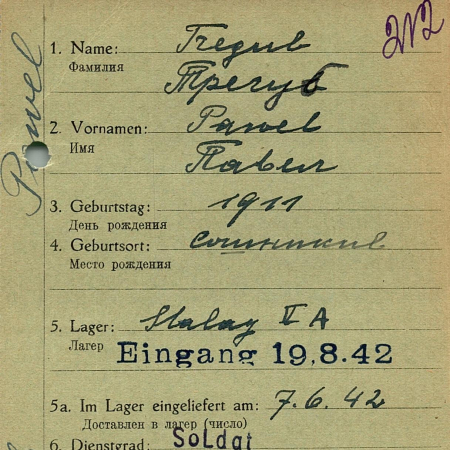 212
Pawel
1. Name: Tregub
Фамилия Трегуб
2. Vornamen: Pawel
Имя Павел
3. Geburtstag: 1911
День рождения
4. Geburtsort: сошників
Место рождения
5. Lager: Stalag V A
Лагер
Eingang 19.8.42
5a. Im Lager eingeliefert am: 7.6.42
Доставлен в лагер (число)
6. Dienstgrad: Soldat